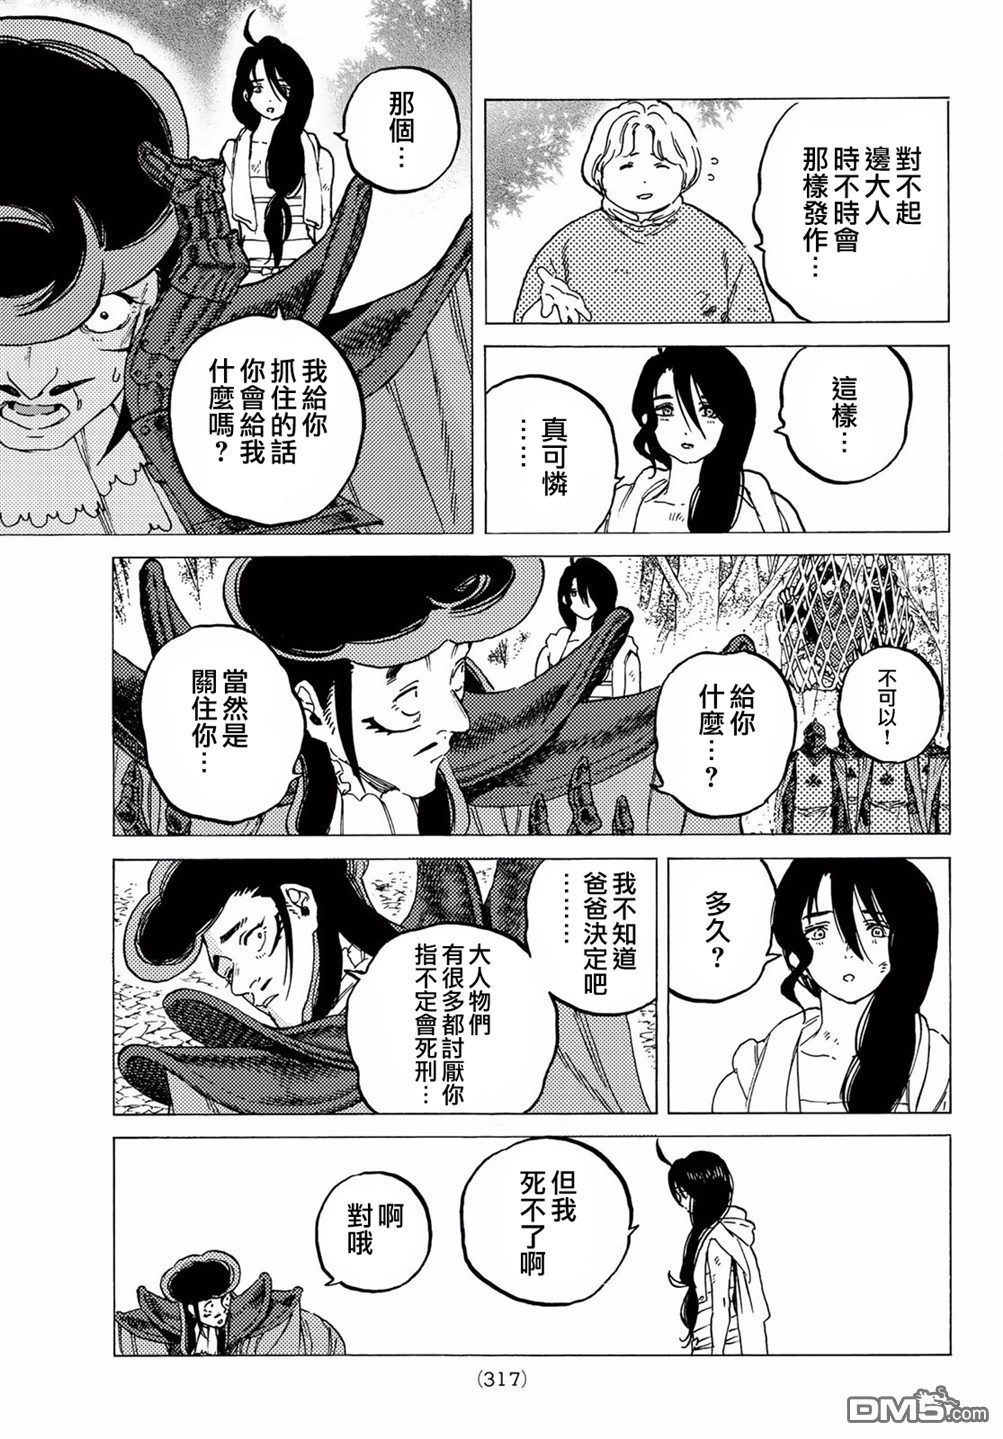 對不起
邊大人
時不時會
那樣發作…
這樣…
真可憐
……
那個…
我給你
抓住的話
你會給我
什麼嗎？
不可以！
給你
什麼…？
當然是
關住你…
多久？
我不知道
爸爸決定吧
………
大人物們
有很多都討厭你
指不定會死刑…
但我
死不了啊
啊
對哦
(317)
DM5.com